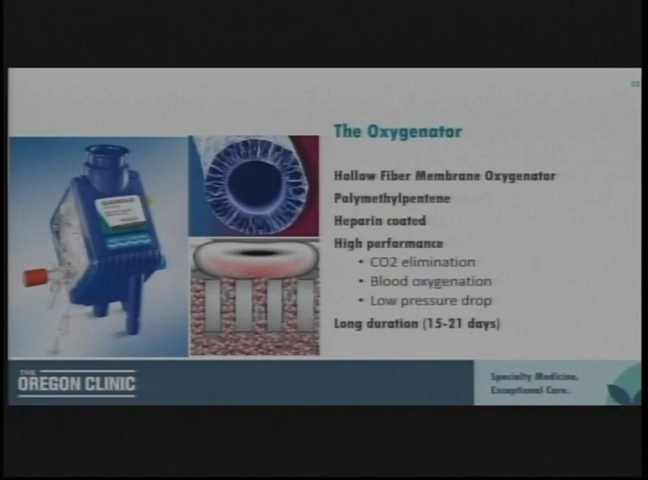 The Oxygenator
Hollow Fiber Membrane Oxygenator
Polymethylpentene
Heparin coated
High performance
• CO2 elimination
• Blood oxygenation
• Low pressure drop
Long duration (15-21 days)
THE
OREGON CLINIC
Specialty Medicine,
Exceptional Care.